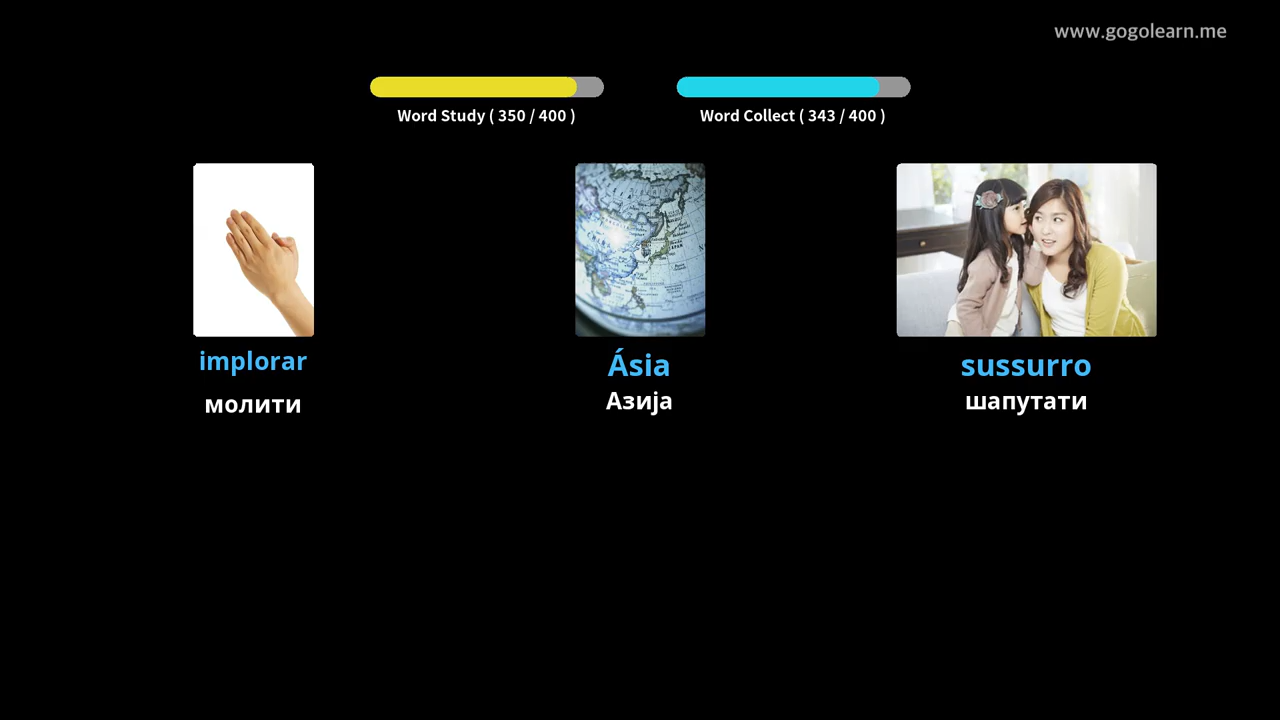 www.gogolearn.me
Word Study ( 350 / 400 )
Word Collect ( 343 / 400 )
implorar
молити
Ásia
Азија
sussurro
шапутати